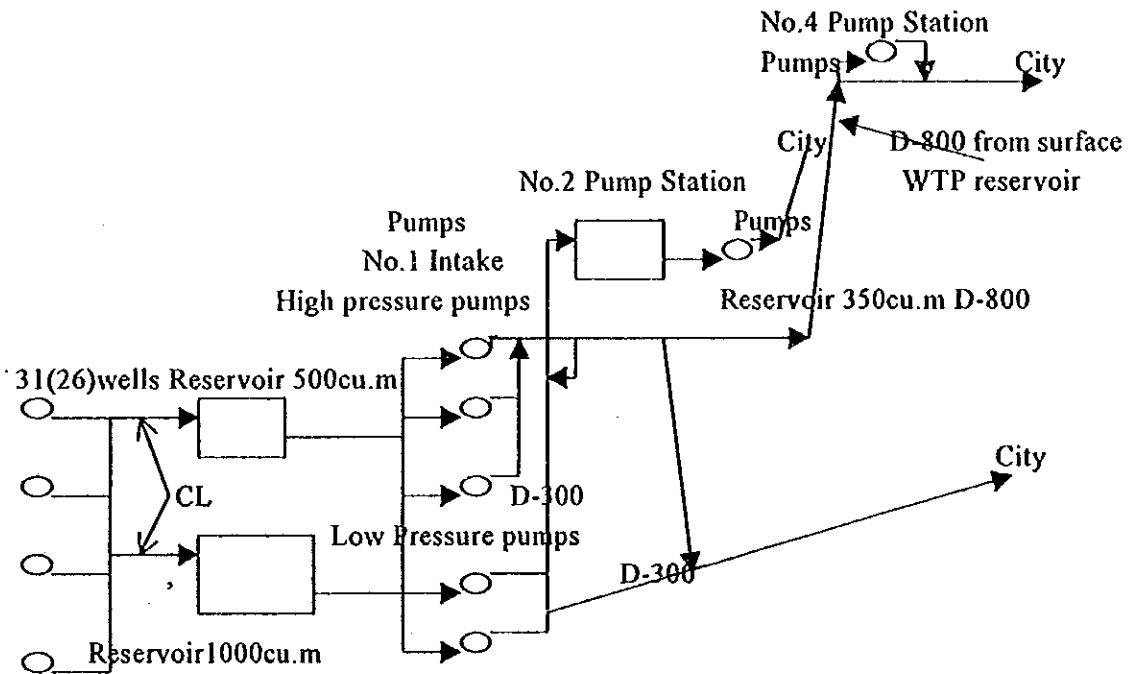 No.4 Pump Station
Pumps
City
City
D-800 from surface
WTP reservoir
No.2 Pump Station
Pumps
Pumps
No.1 Intake
High pressure pumps
Reservoir 350cu.m D-800
31(26)wells Reservoir 500cu.m
City
CL
D-300
Low Pressure pumps
D-300
Reservoir1000cu.m